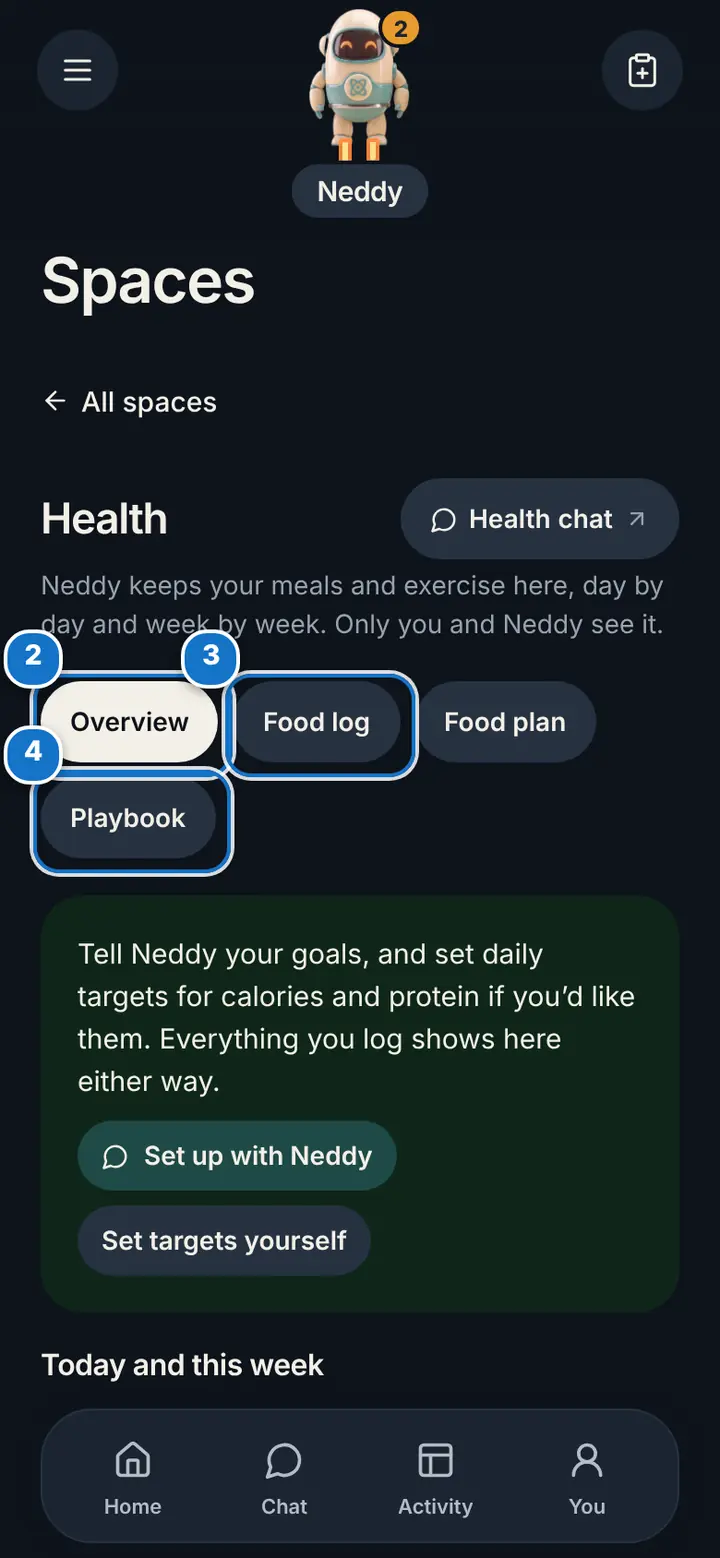 2
Neddy
Spaces
← All spaces
Health
Health chat ↗
Neddy keeps your meals and exercise here, day by
day and week by week. Only you and Neddy see it.
2
3
Overview
Food log
Food plan
4
Playbook
Tell Neddy your goals, and set daily
targets for calories and protein if you’d like
them. Everything you log shows here
either way.
Set up with Neddy
Set targets yourself
Today and this week
Home
Chat
Activity
You